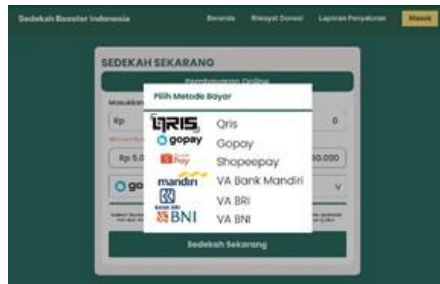 Sedekah Booster Indonesia Beranda Riwayat Donasi Laporan Penyaluran Masuk
SEDEKAH SEKARANG
Pembayaran Online
Pilih Metode Bayar
Rp 0
QRIS Qris
gopay Gopay
Pay Shopeepay
mandiri VA Bank Mandiri
BANK BRI VA BRI
BNI VA BNI
Rp 5.0 50.000
go
Sedekah Sekarang